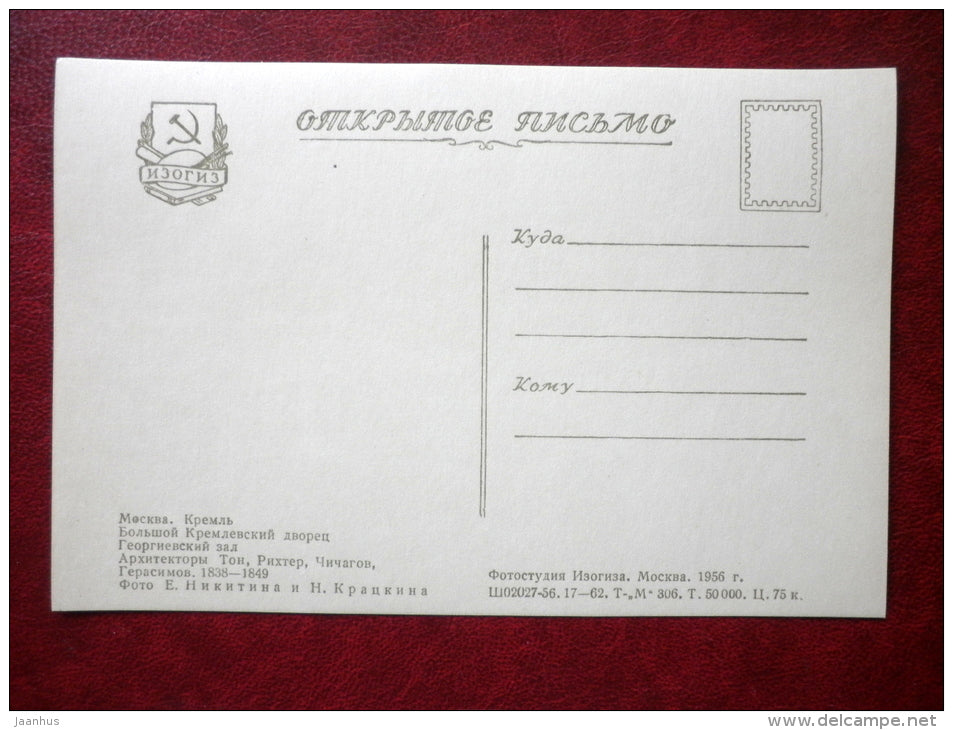 ОТКРЫТОЕ ПИСЬМО
ИЗОГИЗ
Куда
Кому
Москва. Кремль
Большой Кремлевский дворец
Георгиевский зал
Архитекторы Тон, Рихтер, Чичагов,
Герасимов. 1838—1849
Фото Е. Никитина и Н. Крацкина
Фотостудия Изогиза. Москва. 1956 г.
Ш02027-56. 17—62. Т-„М“ 306. Т. 50 000. Ц. 75 к.
jaanhus
www.delcampe.net